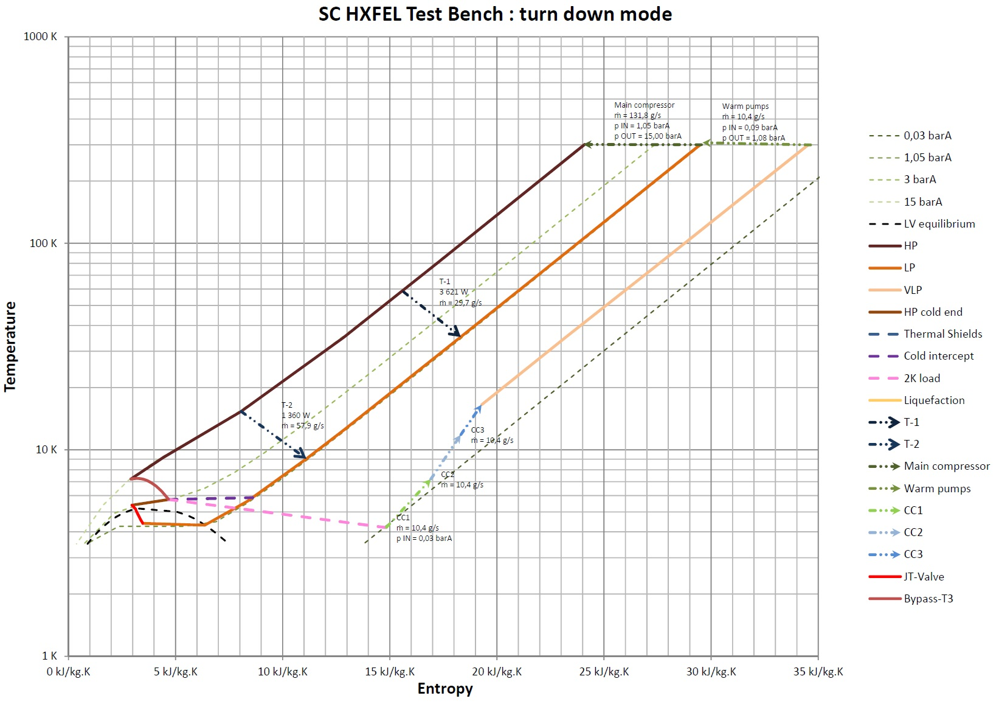 SC HXFEL Test Bench : turn down mode
1000 K
100 K
10 K
1 K
Temperature
0 kJ/kg.K
5 kJ/kg.K
10 kJ/kg.K
15 kJ/kg.K
20 kJ/kg.K
25 kJ/kg.K
30 kJ/kg.K
35 kJ/kg.K
Entropy
Main compressor
ṁ = 131,8 g/s
p IN = 1,05 barA
p OUT = 15,00 barA
Warm pumps
ṁ = 10,4 g/s
p IN = 0,09 barA
p OUT = 1,08 barA
T-1
3 621 W
ṁ = 29,7 g/s
T-2
1 360 W
ṁ = 57,9 g/s
CC3
ṁ = 10,4 g/s
CC2
ṁ = 10,4 g/s
CC1
ṁ = 10,4 g/s
p IN = 0,03 barA
0,03 barA
1,05 barA
3 barA
15 barA
LV equilibrium
HP
LP
VLP
HP cold end
Thermal Shields
Cold intercept
2K load
Liquefaction
T-1
T-2
Main compressor
Warm pumps
CC1
CC2
CC3
JT-Valve
Bypass-T3